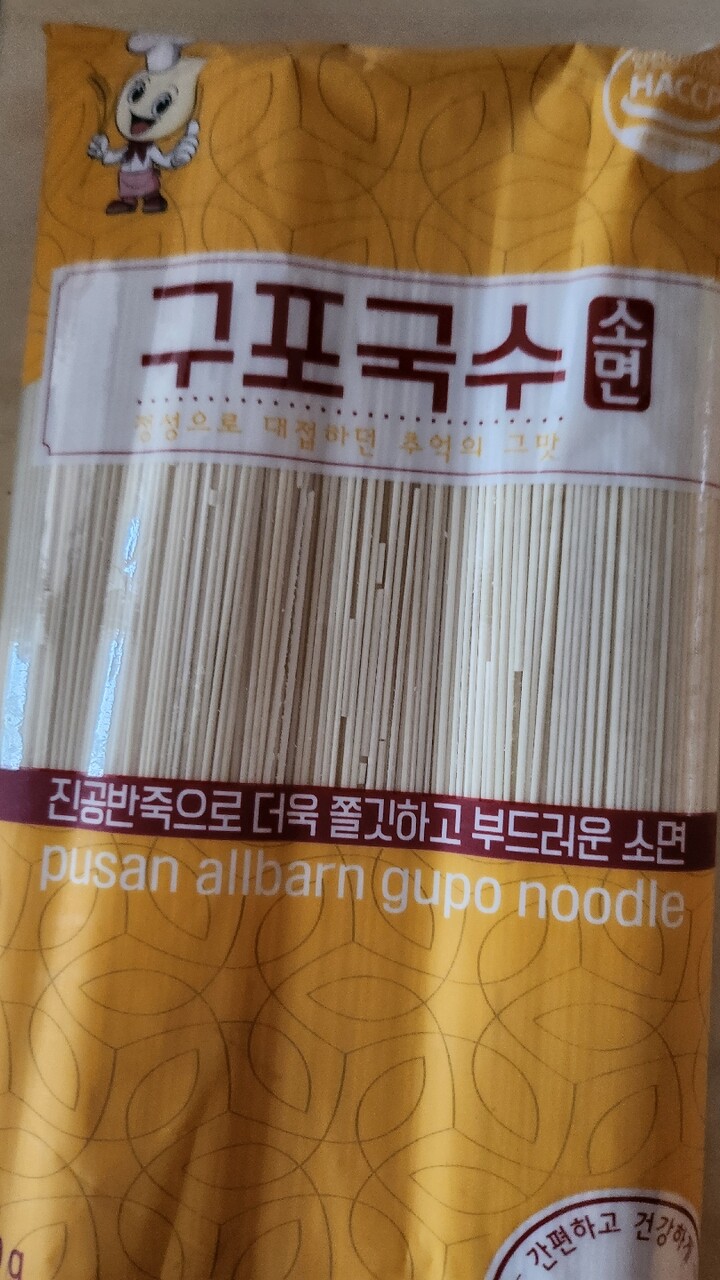 HACCP
구포국수
소면
정성으로 대접하던 추억의 그맛
진공반죽으로 더욱 쫄깃하고 부드러운 소면
pusan allbarn gupo noodle
간편하고 건강하게